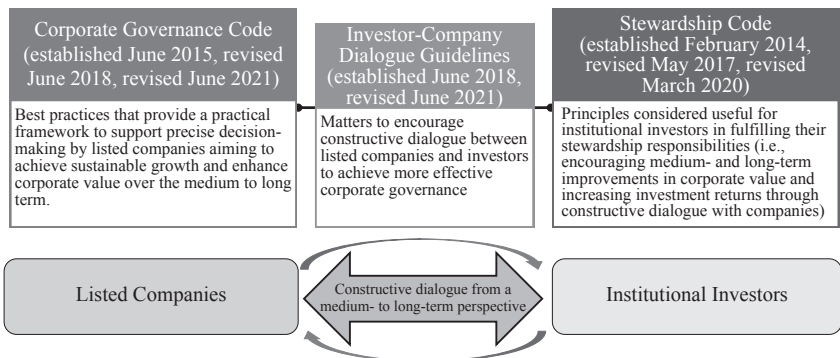 Corporate Governance Code
(established June 2015, revised
June 2018, revised June 2021)
Best practices that provide a practical
framework to support precise decision-
making by listed companies aiming to
achieve sustainable growth and enhance
corporate value over the medium to long
term.
Investor-Company
Dialogue Guidelines
(established June 2018,
revised June 2021)
Matters to encourage
constructive dialogue between
listed companies and investors
to achieve more effective
corporate governance
Stewardship Code
(established February 2014,
revised May 2017, revised
March 2020)
Principles considered useful for
institutional investors in fulfilling their
stewardship responsibilities (i.e.,
encouraging medium- and long-term
improvements in corporate value and
increasing investment returns through
constructive dialogue with companies)
Listed Companies
Constructive dialogue from a
medium- to long-term perspective
Institutional Investors